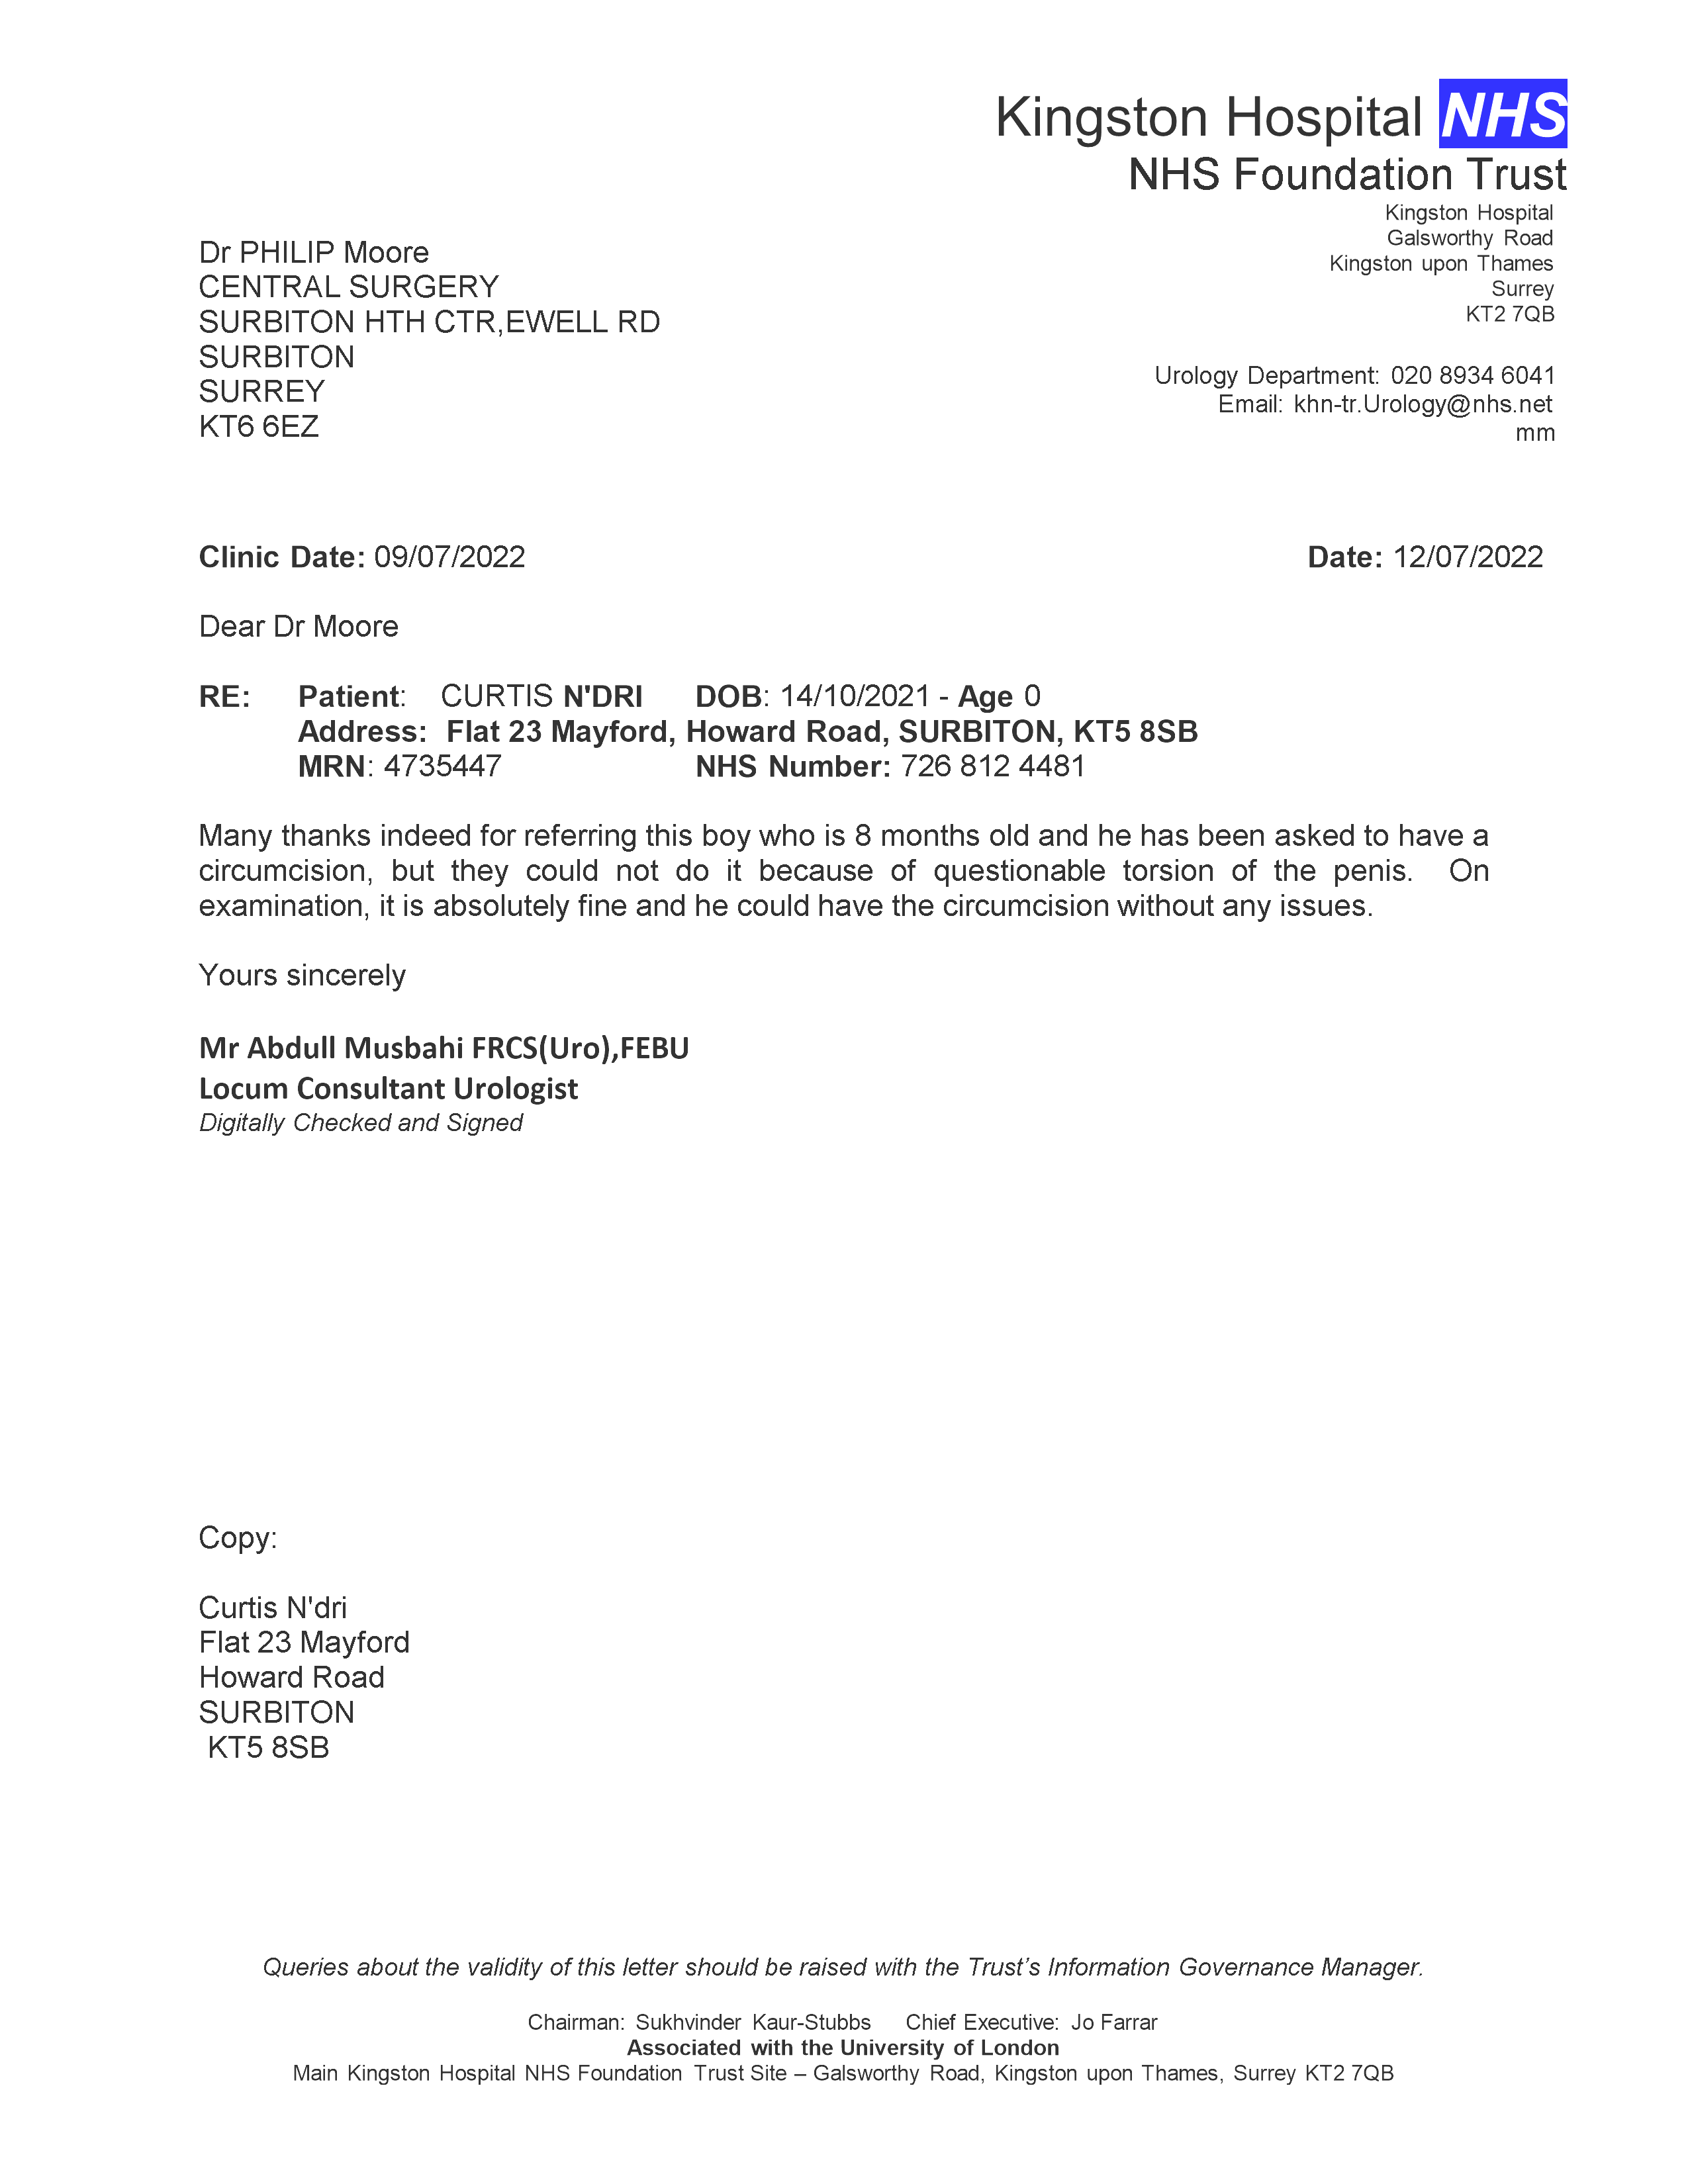 Kingston Hospital NHS
NHS Foundation Trust
Kingston Hospital
Galsworthy Road
Kingston upon Thames
Surrey
KT2 7QB
Dr PHILIP Moore
CENTRAL SURGERY
SURBITON HTH CTR,EWELL RD
SURBITON
SURREY
KT6 6EZ
Urology Department: 020 8934 6041
Email: khn-tr.Urology@nhs.net
mm
Clinic Date: 09/07/2022 Date: 12/07/2022
Dear Dr Moore
RE: Patient: CURTIS N'DRI DOB: 14/10/2021 - Age 0
Address: Flat 23 Mayford, Howard Road, SURBITON, KT5 8SB
MRN: 4735447 NHS Number: 726 812 4481
Many thanks indeed for referring this boy who is 8 months old and he has been asked to have a
circumcision, but they could not do it because of questionable torsion of the penis. On
examination, it is absolutely fine and he could have the circumcision without any issues.
Yours sincerely
Mr Abdull Musbahi FRCS(Uro),FEBU
Locum Consultant Urologist
Digitally Checked and Signed
Copy:
Curtis N'dri
Flat 23 Mayford
Howard Road
SURBITON
KT5 8SB
Queries about the validity of this letter should be raised with the Trust’s Information Governance Manager.
Chairman: Sukhvinder Kaur-Stubbs Chief Executive: Jo Farrar
Associated with the University of London
Main Kingston Hospital NHS Foundation Trust Site – Galsworthy Road, Kingston upon Thames, Surrey KT2 7QB